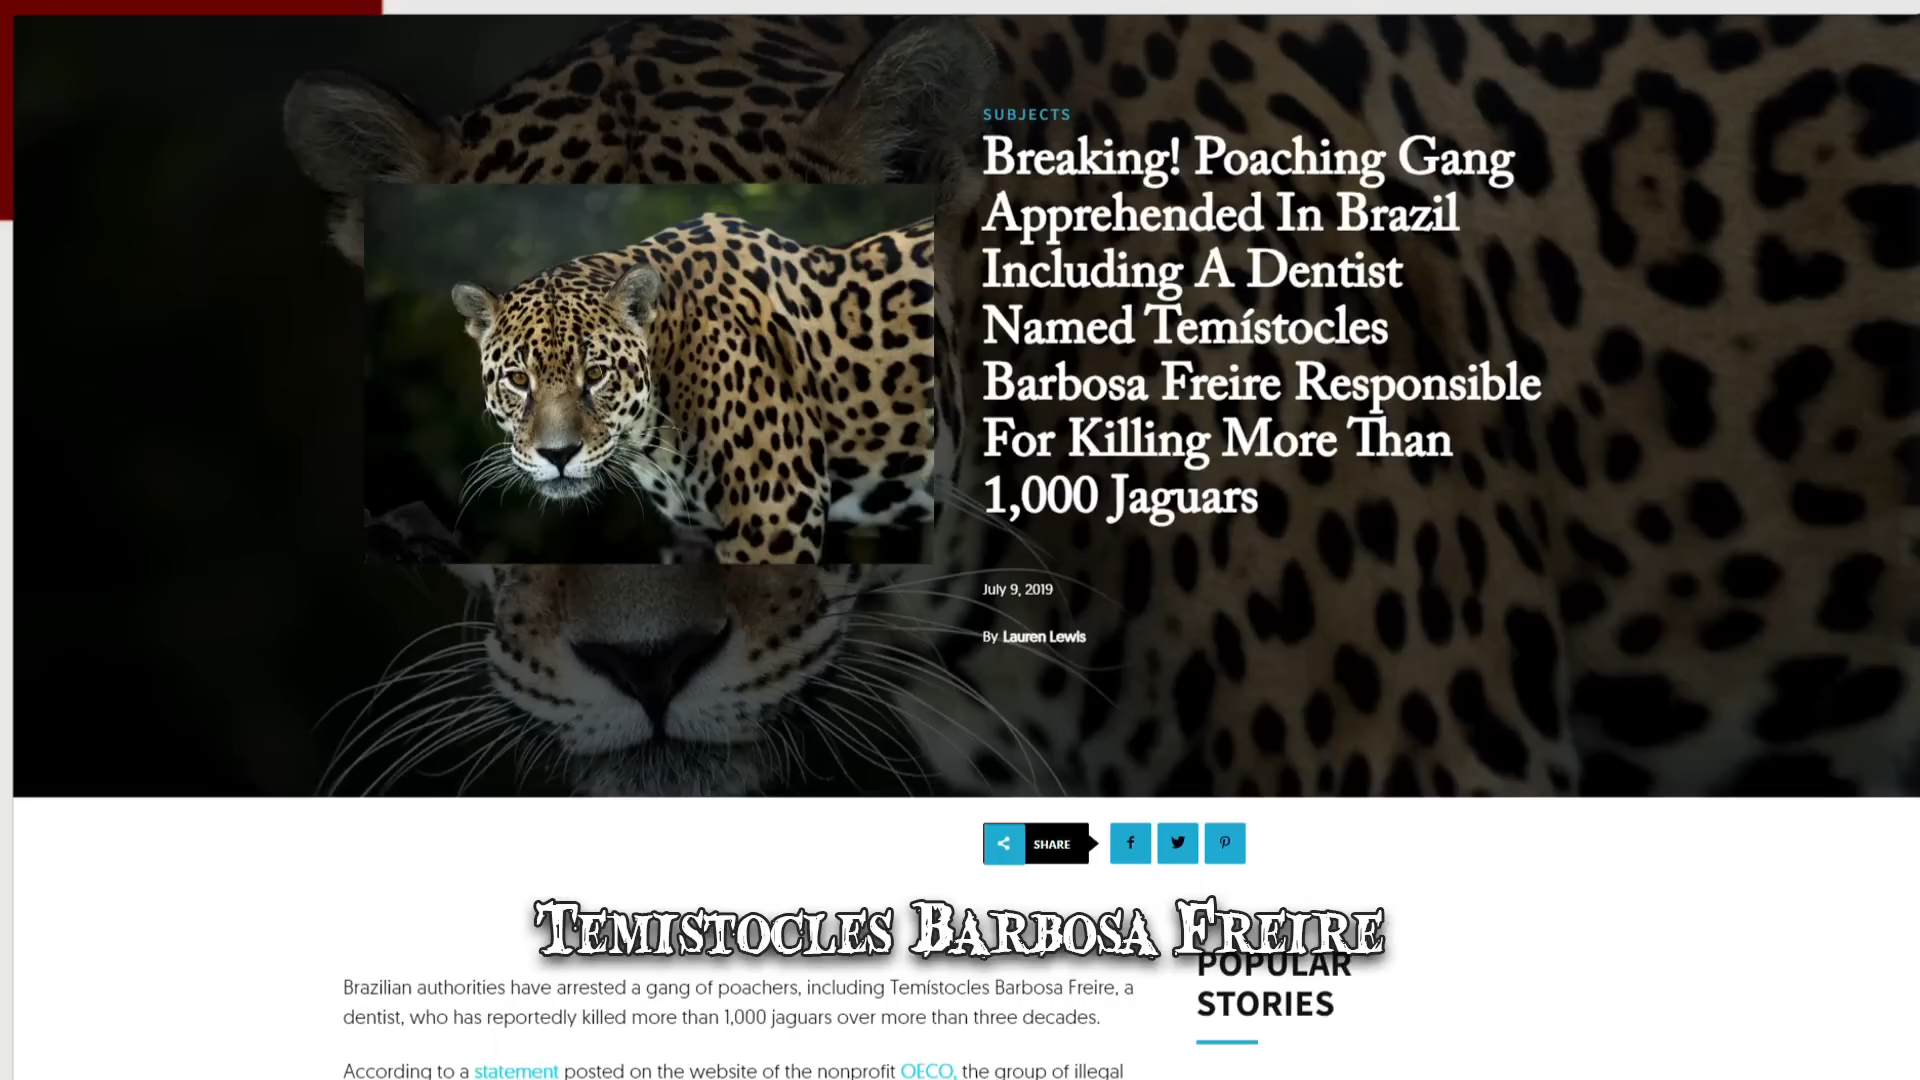 SUBJECTS
Breaking! Poaching Gang
Apprehended In Brazil
Including A Dentist
Named Temístocles
Barbosa Freire Responsible
For Killing More Than
1,000 Jaguars
July 9, 2019
By Lauren Lewis
SHARE
Temistocles Barbosa Freire
Brazilian authorities have arrested a gang of poachers, including Temístocles Barbosa Freire, a
dentist, who has reportedly killed more than 1,000 jaguars over more than three decades.
According to a statement posted on the website of the nonprofit OECO, the group of illegal
POPULAR
STORIES